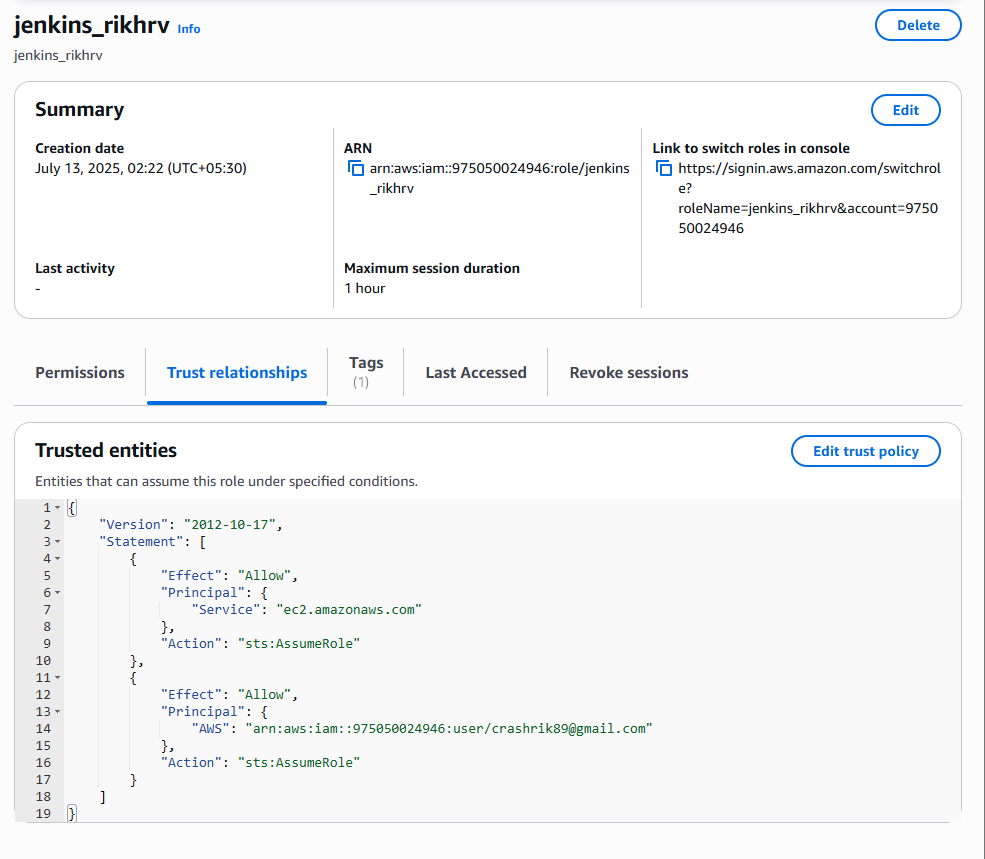 jenkins_rikhrv Info
Delete
jenkins_rikhrv
Summary
Edit
Creation date
July 13, 2025, 02:22 (UTC+05:30)
ARN
arn:aws:iam::975050024946:role/jenkins
_rikhrv
Link to switch roles in console
https://signin.aws.amazon.com/switchrol
e?
roleName=jenkins_rikhrv&account=9750
50024946
Last activity
-
Maximum session duration
1 hour
Permissions
Trust relationships
Tags
(1)
Last Accessed
Revoke sessions
Trusted entities
Edit trust policy
Entities that can assume this role under specified conditions.
1 {
2     "Version": "2012-10-17",
3     "Statement": [
4         {
5             "Effect": "Allow",
6             "Principal": {
7                 "Service": "ec2.amazonaws.com"
8             },
9             "Action": "sts:AssumeRole"
10         },
11         {
12             "Effect": "Allow",
13             "Principal": {
14                 "AWS": "arn:aws:iam::975050024946:user/crashrik89@gmail.com"
15             },
16             "Action": "sts:AssumeRole"
17         }
18     ]
19 }